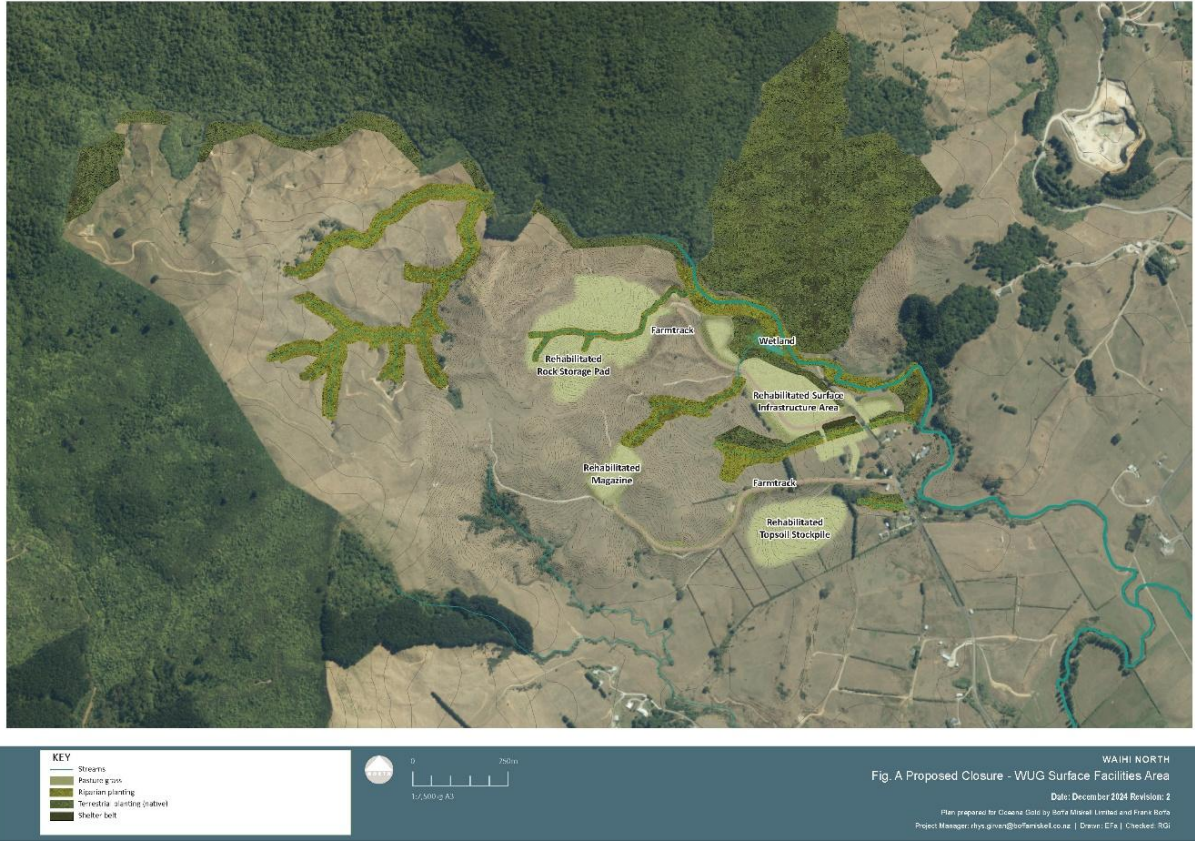 Farmtrack
Wetland
Rehabilitated
Rock Storage Pad
Rehabilitated Surface
Infrastructure Area
Rehabilitated
Magazine
Farmtrack
Rehabilitated
Topsoil Stockpile
KEY
Streams
Pasture grass
Riparian planting
Terrestrial planting (native)
Shelter belt
0 250m
1:7,500 @ A3
WAIHI NORTH
Fig. A Proposed Closure - WUG Surface Facilities Area
Date: December 2024 Revision: 2
Plan prepared for Oceana Gold by Boffa Miskell Limited and Frank Boffa
Project Manager: rhys.girvan@boffamiskell.co.nz | Drawn: EFa | Checked: RGi